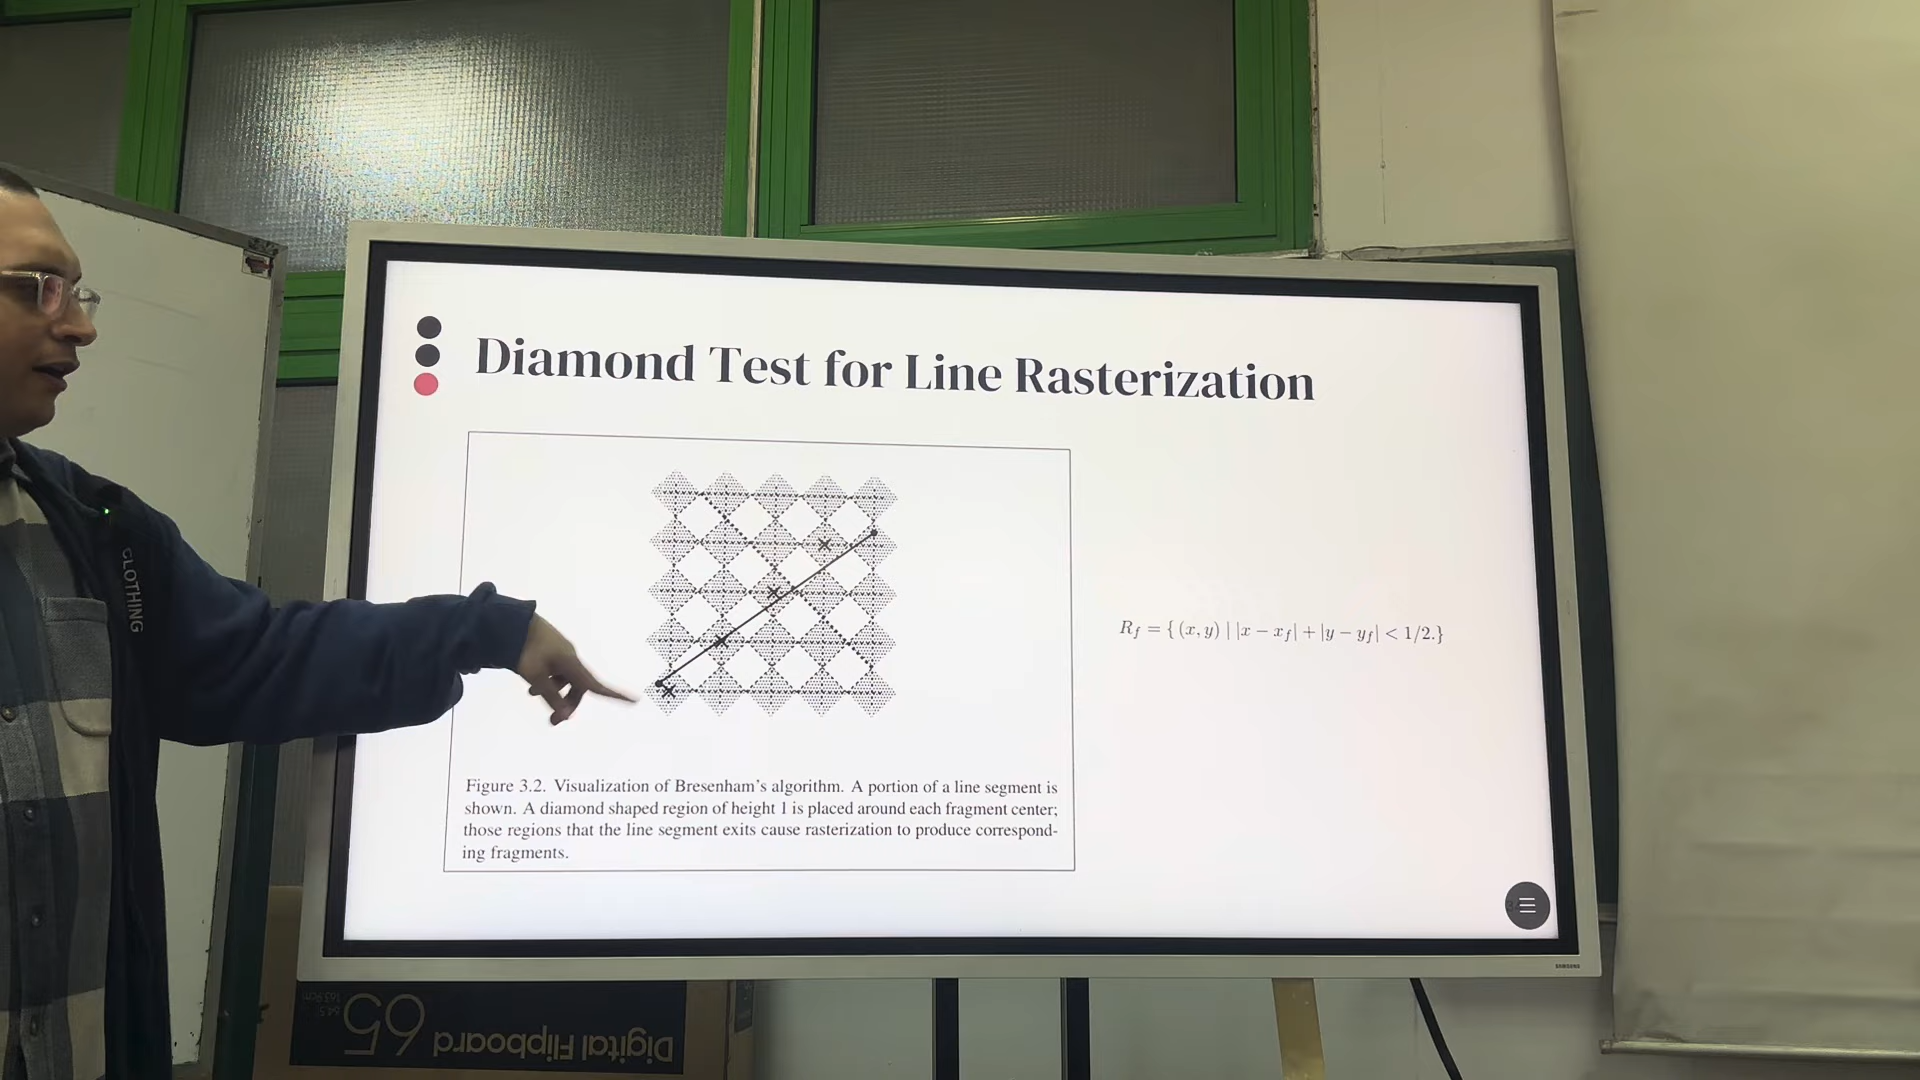 Diamond Test for Line Rasterization
R_f = { (x, y) | |x − x_f| + |y − y_f| < 1/2.}
Figure 3.2. Visualization of Bresenham's algorithm. A portion of a line segment is
shown. A diamond shaped region of height 1 is placed around each fragment center;
those regions that the line segment exits cause rasterization to produce correspond-
ing fragments.
CLOTHING
SAMSUNG
65
Digital Flipboard